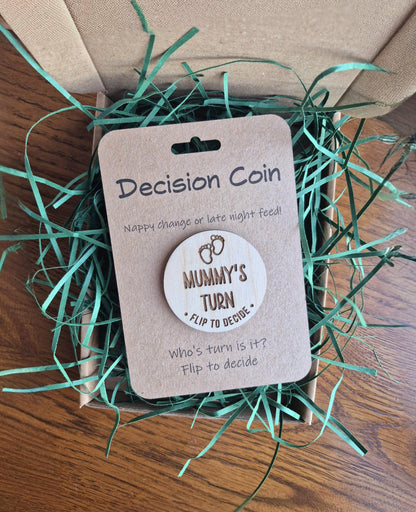 Decision Coin
Nappy change or late night feed!
MUMMY'S
TURN
• FLIP TO DECIDE •
Who's turn is it?
Flip to decide